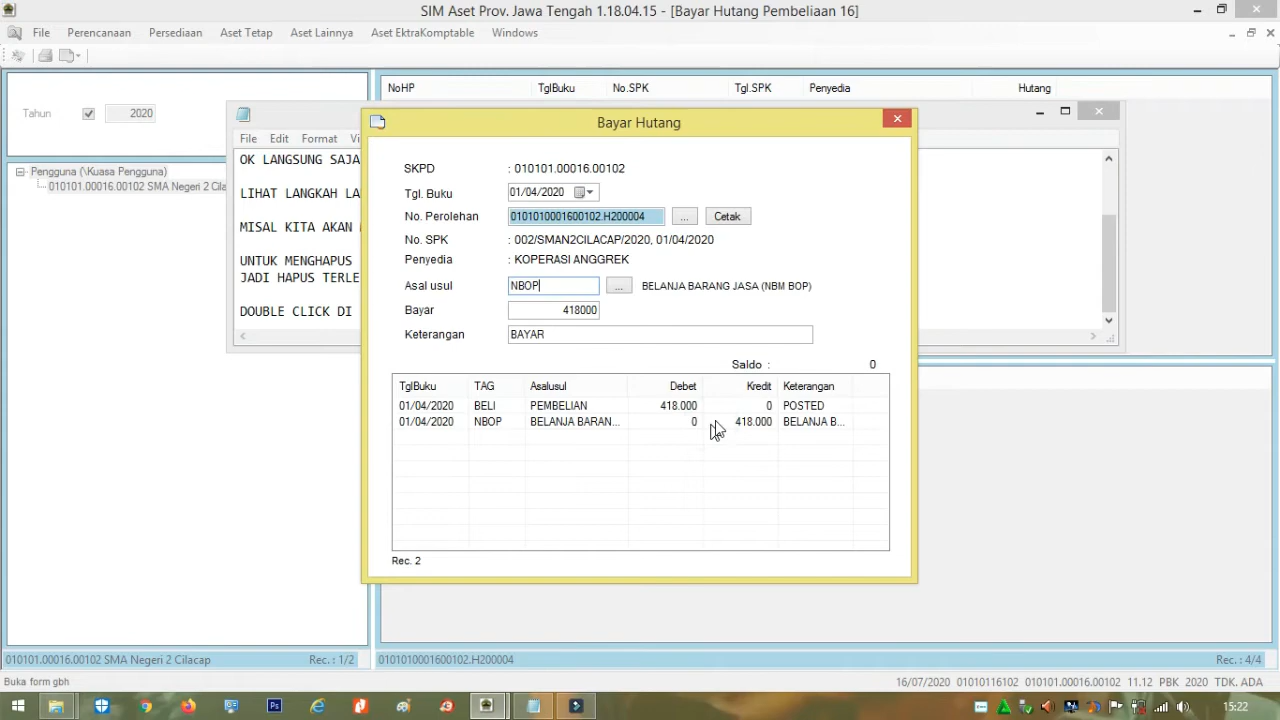 SIM Aset Prov. Jawa Tengah 1.18.04.15 - [Bayar Hutang Pembeliaan 16]
File Perencanaan Persediaan Aset Tetap Aset Lainnya Aset EktraKomptable Windows
Tahun 2020
Pengguna (\Kuasa Pengguna)
010101.00016.00102 SMA Negeri 2 Cila
NoHP TglBuku No.SPK Tgl.SPK Penyedia Hutang
File Edit Format Vi
OK LANGSUNG SAJA
LIHAT LANGKAH LA
MISAL KITA AKAN
UNTUK MENGHAPUS
JADI HAPUS TERLE
DOUBLE CLICK DI
Bayar Hutang
SKPD : 010101.00016.00102
Tgl. Buku 01/04/2020
No. Perolehan 0101010001600102.H200004 ... Cetak
No. SPK : 002/SMAN2CILACAP/2020, 01/04/2020
Penyedia : KOPERASI ANGGREK
Asal usul NBOP ... BELANJA BARANG JASA (NBM BOP)
Bayar 418000
Keterangan BAYAR
Saldo : 0
TglBuku TAG Asalusul Debet Kredit Keterangan
01/04/2020 BELI PEMBELIAN 418.000 0 POSTED
01/04/2020 NBOP BELANJA BARAN... 0 418.000 BELANJA B...
Rec. 2
010101.00016.00102 SMA Negeri 2 Cilacap Rec. : 1/2 0101010001600102.H200004 Rec. : 4/4
Buka form gbh 16/07/2020 01010116102 010101.00016.00102 11.12 PBK 2020 TDK. ADA
15:22